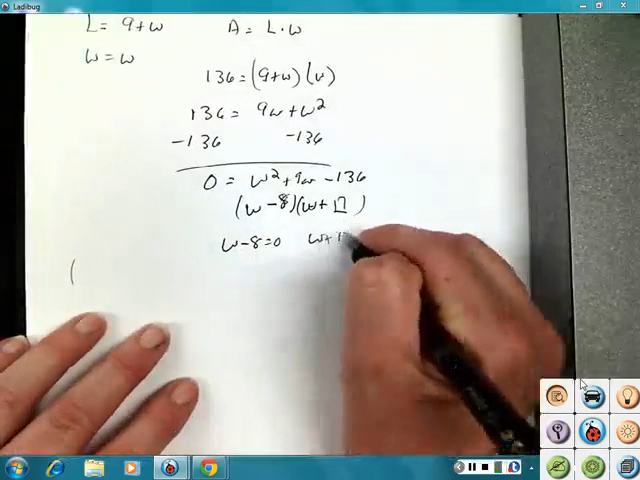 Ladibug
L = 9+w A = L·w
w = w
136 = (9+w)(w)
136 = 9w+w²
-136 -136
0 = w²+9w-136
(w-8)(w+17)
w-8=0 w+
(